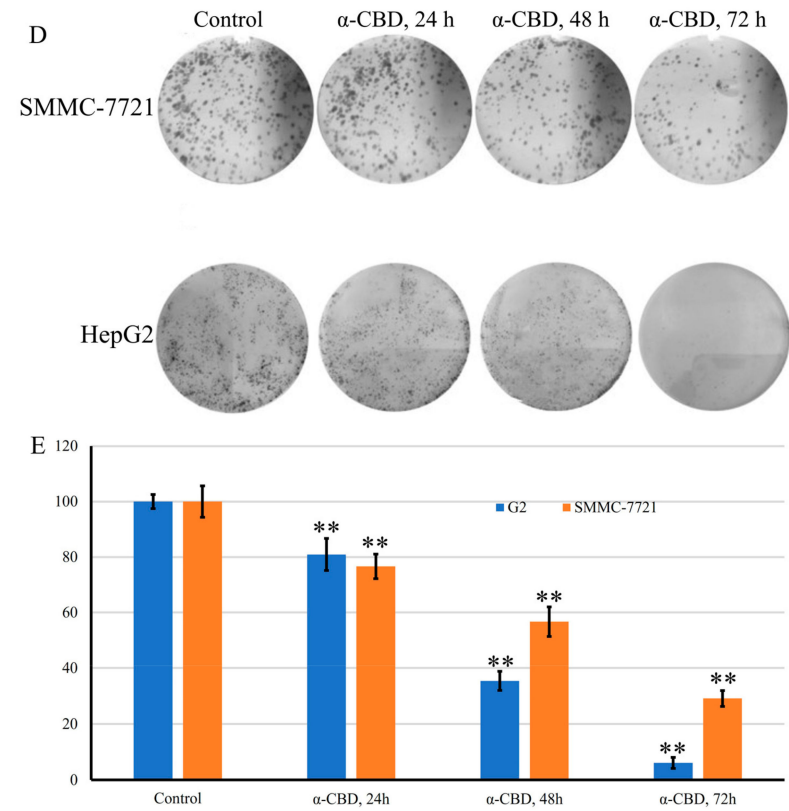 D
Control α-CBD, 24 h α-CBD, 48 h α-CBD, 72 h
SMMC-7721
HepG2
E
120
100
80
60
40
20
0
G2 SMMC-7721
** **
** **
** **
Control α-CBD, 24h α-CBD, 48h α-CBD, 72h